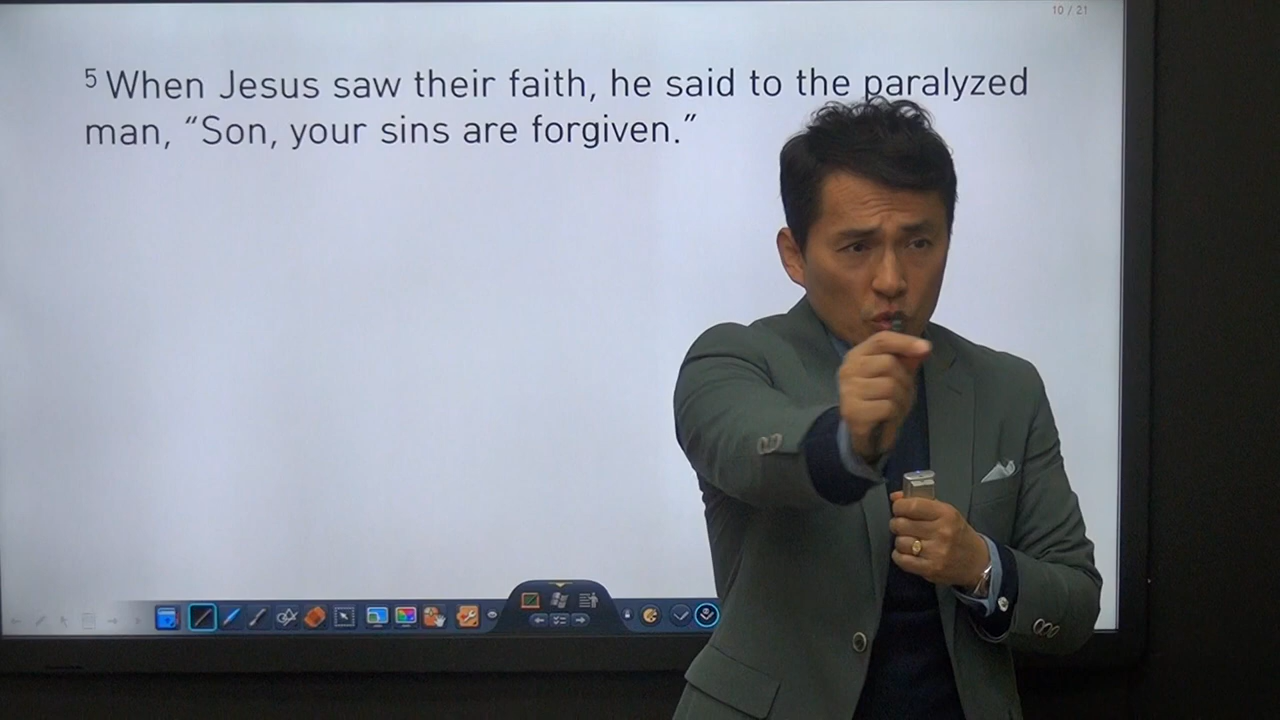 10 / 21
5 When Jesus saw their faith, he said to the paralyzed
man, “Son, your sins are forgiven.”